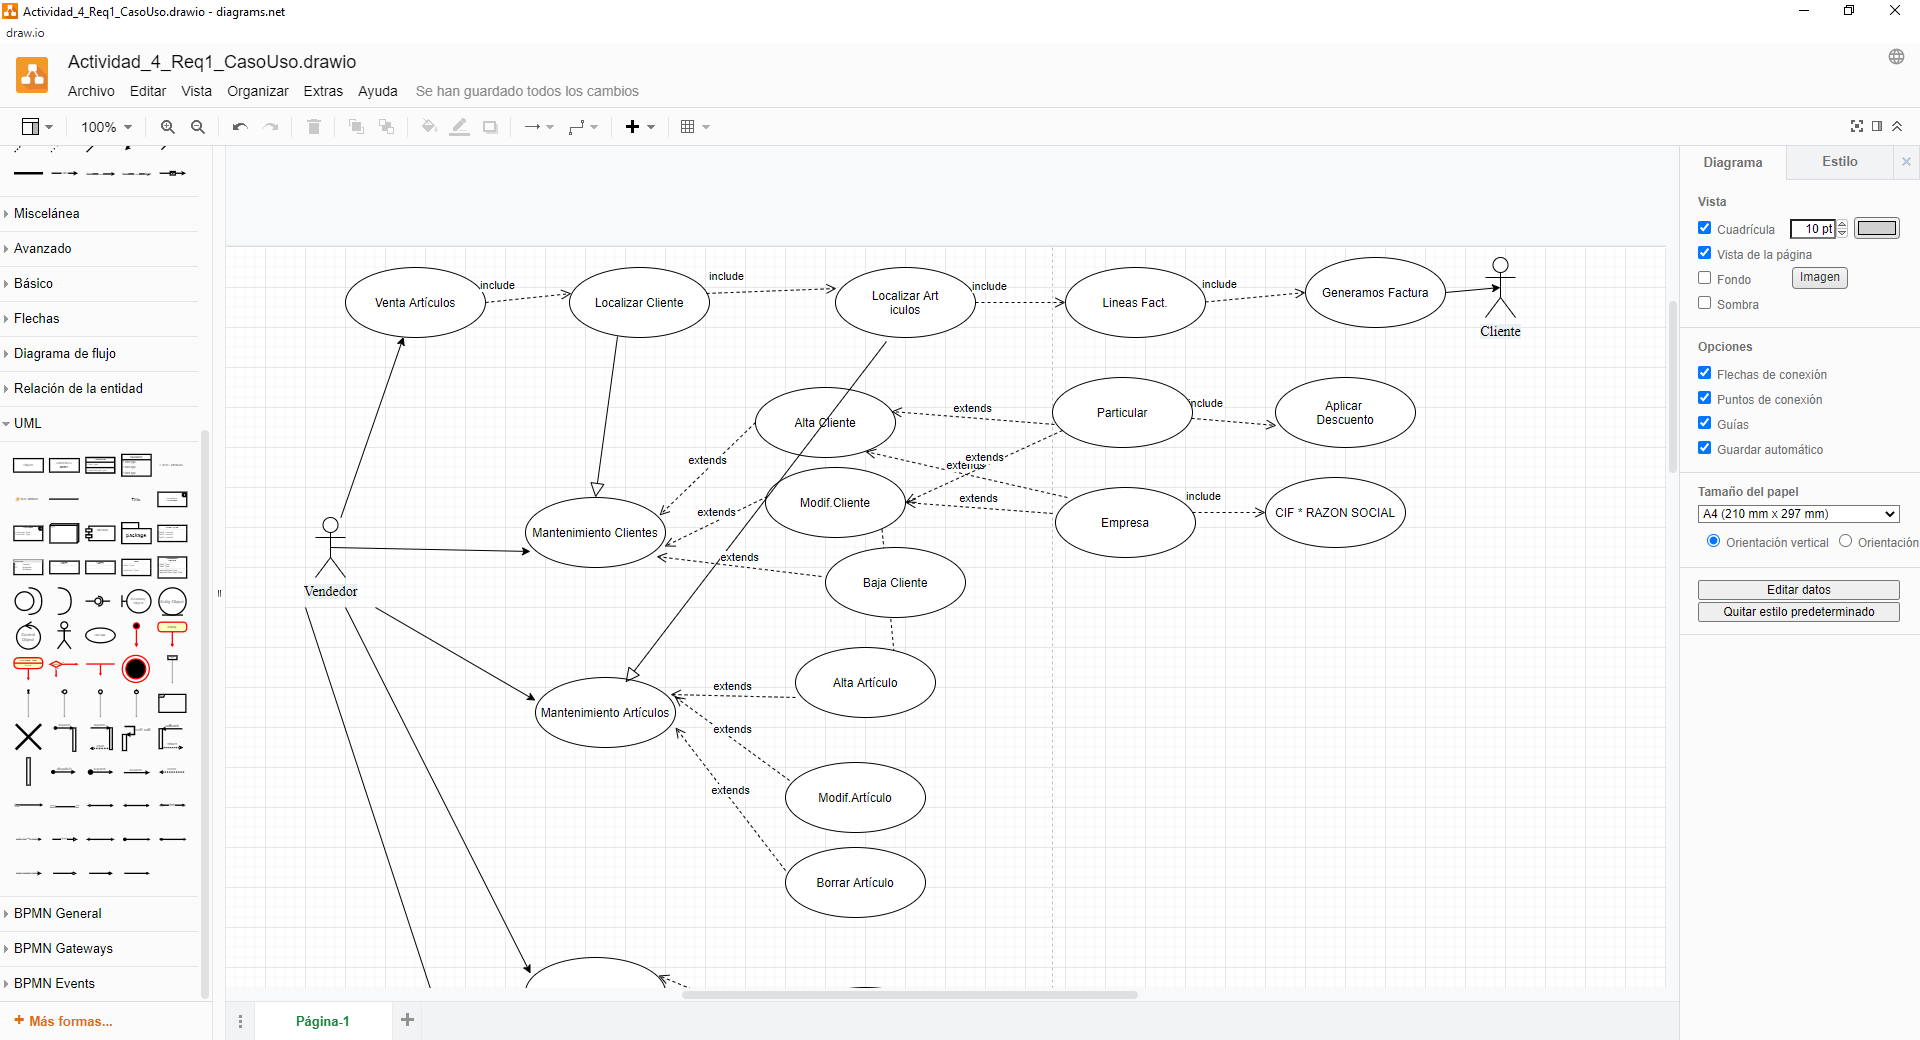 Actividad_4_Req1_CasoUso.drawio - diagrams.net
draw.io
Actividad_4_Req1_CasoUso.drawio
Archivo Editar Vista Organizar Extras Ayuda Se han guardado todos los cambios
100%
Miscelánea
Avanzado
Básico
Flechas
Diagrama de flujo
Relación de la entidad
UML
BPMN General
BPMN Gateways
BPMN Events
+ Más formas...
Venta Artículos
include
Localizar Cliente
include
Localizar Art
iculos
include
Lineas Fact.
include
Generamos Factura
Cliente
Alta Cliente
extends
Particular
include
Aplicar
Descuento
extends
extends
extends
Modif.Cliente
extends
extends
Empresa
include
CIF * RAZON SOCIAL
Mantenimiento Clientes
extends
Baja Cliente
Vendedor
Alta Artículo
extends
Mantenimiento Artículos
extends
Modif.Artículo
extends
Borrar Artículo
Página-1
Diagrama
Estilo
Vista
Cuadrícula
10 pt
Vista de la página
Fondo
Imagen
Sombra
Opciones
Flechas de conexión
Puntos de conexión
Guías
Guardar automático
Tamaño del papel
A4 (210 mm x 297 mm)
Orientación vertical
Orientación
Editar datos
Quitar estilo predeterminado